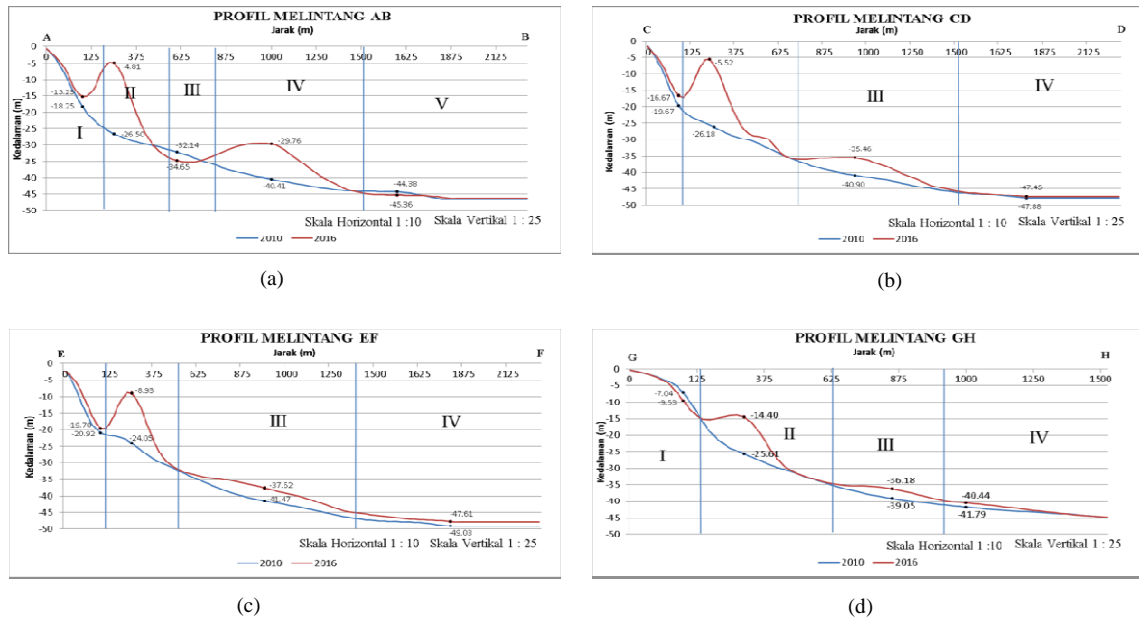 PROFIL MELINTANG AB
Jarak (m)
A
B
0 125 375 625 875 1000 1250 1500 1625 1875 2125
0
-5
-10
-15
-20
-25
-30
-35
-40
-45
-50
Kedalaman (m)
-18.25
-4.81
-26.50
-32.14
-34.65
-29.76
-40.41
-44.38
-45.36
I
II
III
IV
V
Skala Horizontal 1 : 10
Skala Vertikal 1 : 25
2010
2016
(a)
PROFIL MELINTANG CD
Jarak (m)
C
D
0 125 375 625 1000 1250 1500 1875 2125
0
-5
-10
-15
-20
-25
-30
-35
-45
-50
Kedalaman (m)
-16.67
-19.67
-5.52
-26.18
-35.46
-40.90
-47.45
-47.88
III
IV
Skala Horizontal 1 : 10
Skala Vertikal 1 : 25
2010
2016
(b)
PROFIL MELINTANG EF
Jarak (m)
E
F
0 125 375 625 875 1000 1250 1500 1625 1875 2125
0
-5
-10
-15
-20
-25
-30
-35
-40
-45
-50
Kedalaman (m)
-20.92
-8.93
-24.05
-37.52
-41.47
-47.61
-49.03
III
IV
Skala Horizontal 1 : 10
Skala Vertikal 1 : 25
2010
2016
(c)
PROFIL MELINTANG GH
Jarak (m)
G
H
0 125 375 625 875 1000 1250 1500
0
-5
-10
-15
-20
-25
-30
-35
-40
-45
-50
Kedalaman (m)
-7.04
-9.53
-14.40
-25.61
-36.18
-39.05
-40.44
-41.79
I
II
III
IV
Skala Horizontal 1 :10
Skala Vertikal 1 : 25
2010
2016
(d)